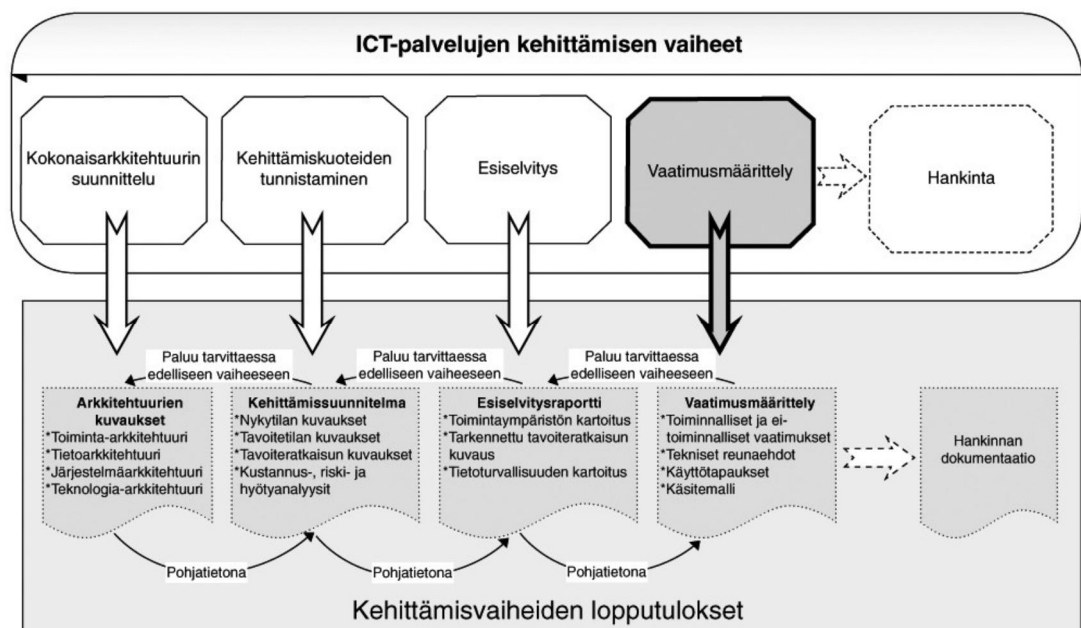 ICT-palvelujen kehittämisen vaiheet
Kokonaisarkkitehtuurin
suunnittelu
Kehittämiskuoteiden
tunnistaminen
Esiselvitys
Vaatimusmäärittely
Hankinta
Paluu tarvittaessa
edelliseen vaiheeseen
Paluu tarvittaessa
edelliseen vaiheeseen
Paluu tarvittaessa
edelliseen vaiheeseen
Arkkitehtuurien
kuvaukset
*Toiminta-arkkitehtuuri
*Tietoarkkitehtuuri
*Järjestelmäarkkitehtuuri
*Teknologia-arkkitehtuuri
Kehittämissuunnitelma
*Nykytilan kuvaukset
*Tavoitetilan kuvaukset
*Tavoiteratkaisun kuvaukset
*Kustannus-, riski- ja
hyötyanalyysit
Esiselvitysraportti
*Toimintaympäristön kartoitus
*Tarkennettu tavoiteratkaisun
kuvaus
*Tietoturvallisuuden kartoitus
Vaatimusmäärittely
*Toiminnalliset ja ei-
toiminnalliset vaatimukset
*Tekniset reunaehdot
*Käyttötapaukset
*Käsitemalli
Hankinnan
dokumentaatio
Pohjatietona
Pohjatietona
Pohjatietona
Kehittämisvaiheiden lopputulokset